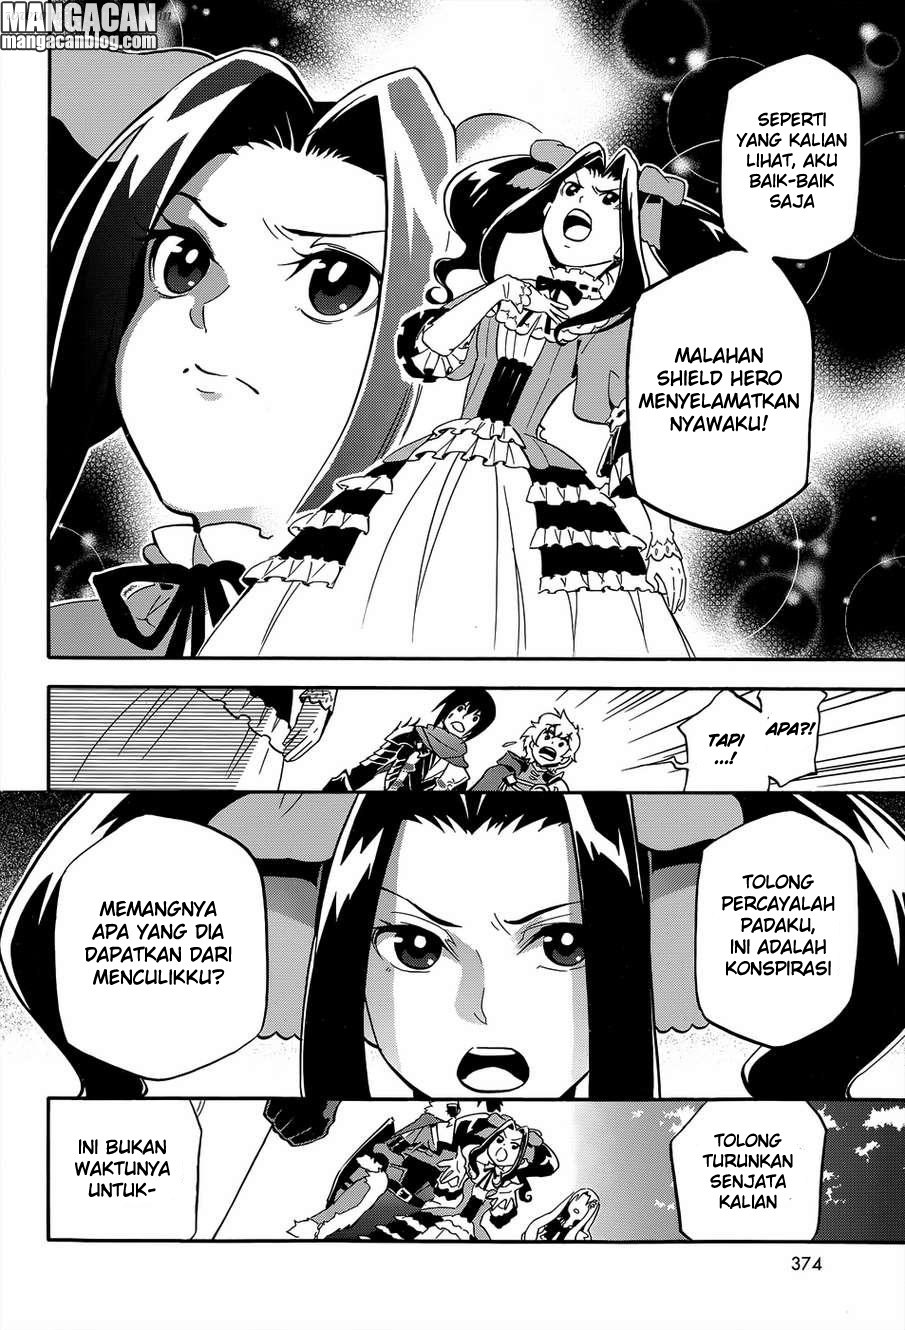 MANGACAN
mangacanblog.com
SEPERTI
YANG KALIAN
LIHAT, AKU
BAIK-BAIK
SAJA
MALAHAN
SHIELD HERO
MENYELAMATKAN
NYAWAKU!
APA?!
TAPI
...!
TOLONG
PERCAYALAH
PADAKU,
INI ADALAH
KONSPIRASI
MEMANGNYA
APA YANG DIA
DAPATKAN DARI
MENCULIKKU?
TOLONG
TURUNKAN
SENJATA
KALIAN
INI BUKAN
WAKTUNYA
UNTUK-
374